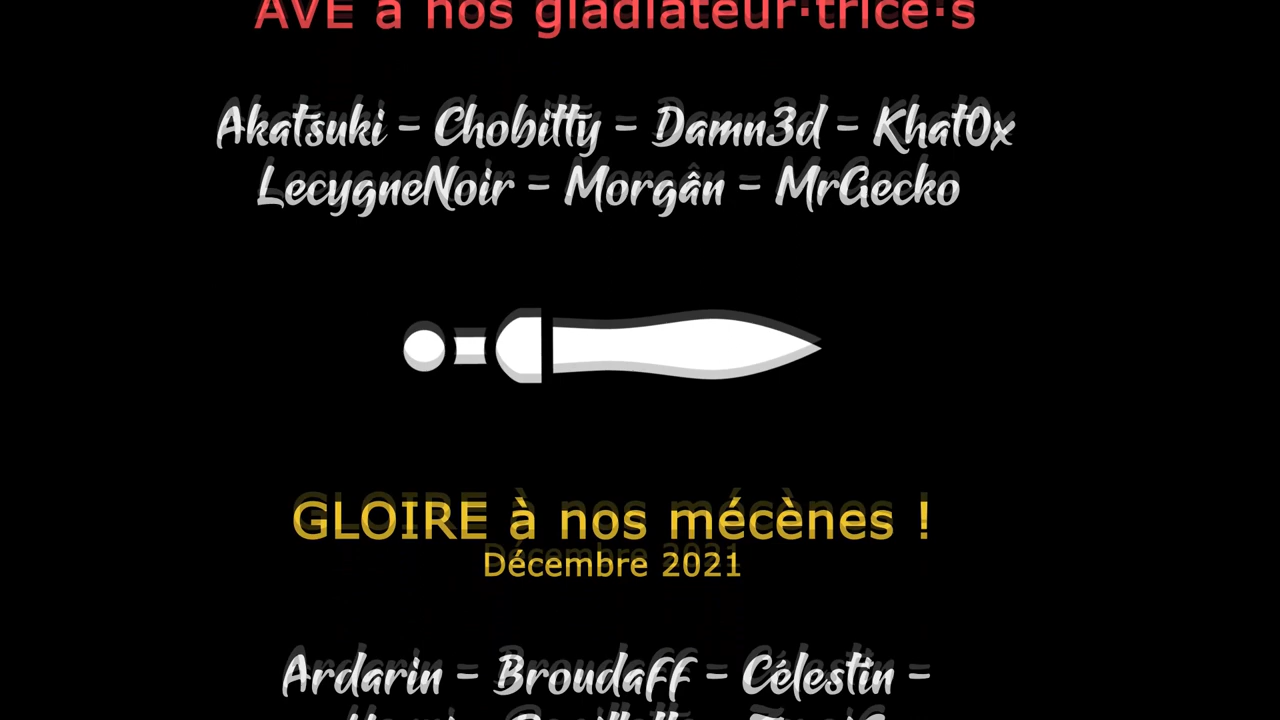 AVE à nos gladiateur·trice·s
Akatsuki = Chobitty = Damn3d = Khat0x
LecygneNoir = Morgân = MrGecko
GLOIRE à nos mécènes !
Décembre 2021
Ardarin = Broudaff = Célestin =